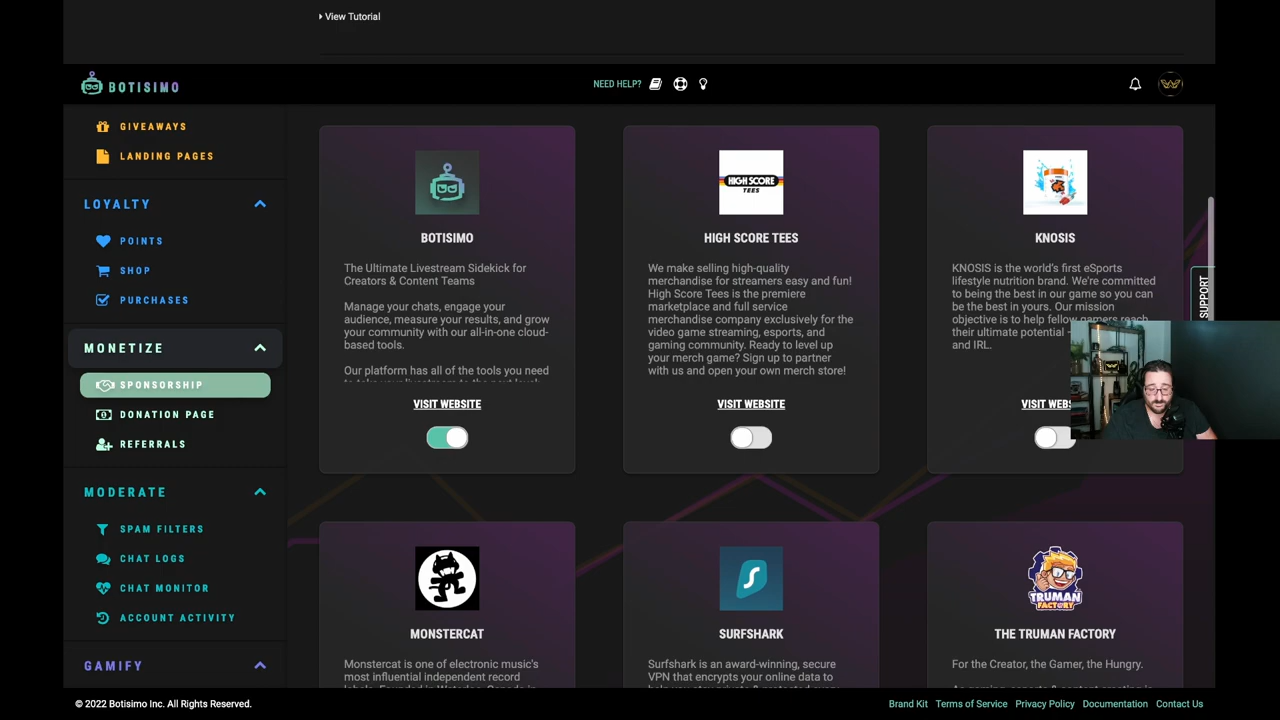 View Tutorial
BOTISIMO
NEED HELP?
GIVEAWAYS
LANDING PAGES
LOYALTY
POINTS
SHOP
PURCHASES
MONETIZE
SPONSORSHIP
DONATION PAGE
REFERRALS
MODERATE
SPAM FILTERS
CHAT LOGS
CHAT MONITOR
ACCOUNT ACTIVITY
GAMIFY
BOTISIMO
The Ultimate Livestream Sidekick for
Creators & Content Teams
Manage your chats, engage your
audience, measure your results, and grow
your community with our all-in-one cloud-
based tools.
Our platform has all of the tools you need
to take your livestream to the next level
VISIT WEBSITE
HIGH SCORE
TEES
HIGH SCORE TEES
We make selling high-quality
merchandise for streamers easy and fun!
High Score Tees is the premiere
marketplace and full service
merchandise company exclusively for the
video game streaming, esports, and
gaming community. Ready to level up
your merch game? Sign up to partner
with us and open your own merch store!
VISIT WEBSITE
KNOSIS
KNOSIS is the world's first eSports
lifestyle nutrition brand. We're committed
to being the best in our game so you can
be the best in yours. Our mission
objective is to help fellow gamers reach
their ultimate potential
and IRL.
VISIT WEBS
SUPPORT
MONSTERCAT
Monstercat is one of electronic music's
most influential independent record
SURFSHARK
Surfshark is an award-winning, secure
VPN that encrypts your online data to
TRUMAN
FACTORY
THE TRUMAN FACTORY
For the Creator, the Gamer, the Hungry.
© 2022 Botisimo Inc. All Rights Reserved.
Brand Kit Terms of Service Privacy Policy Documentation Contact Us